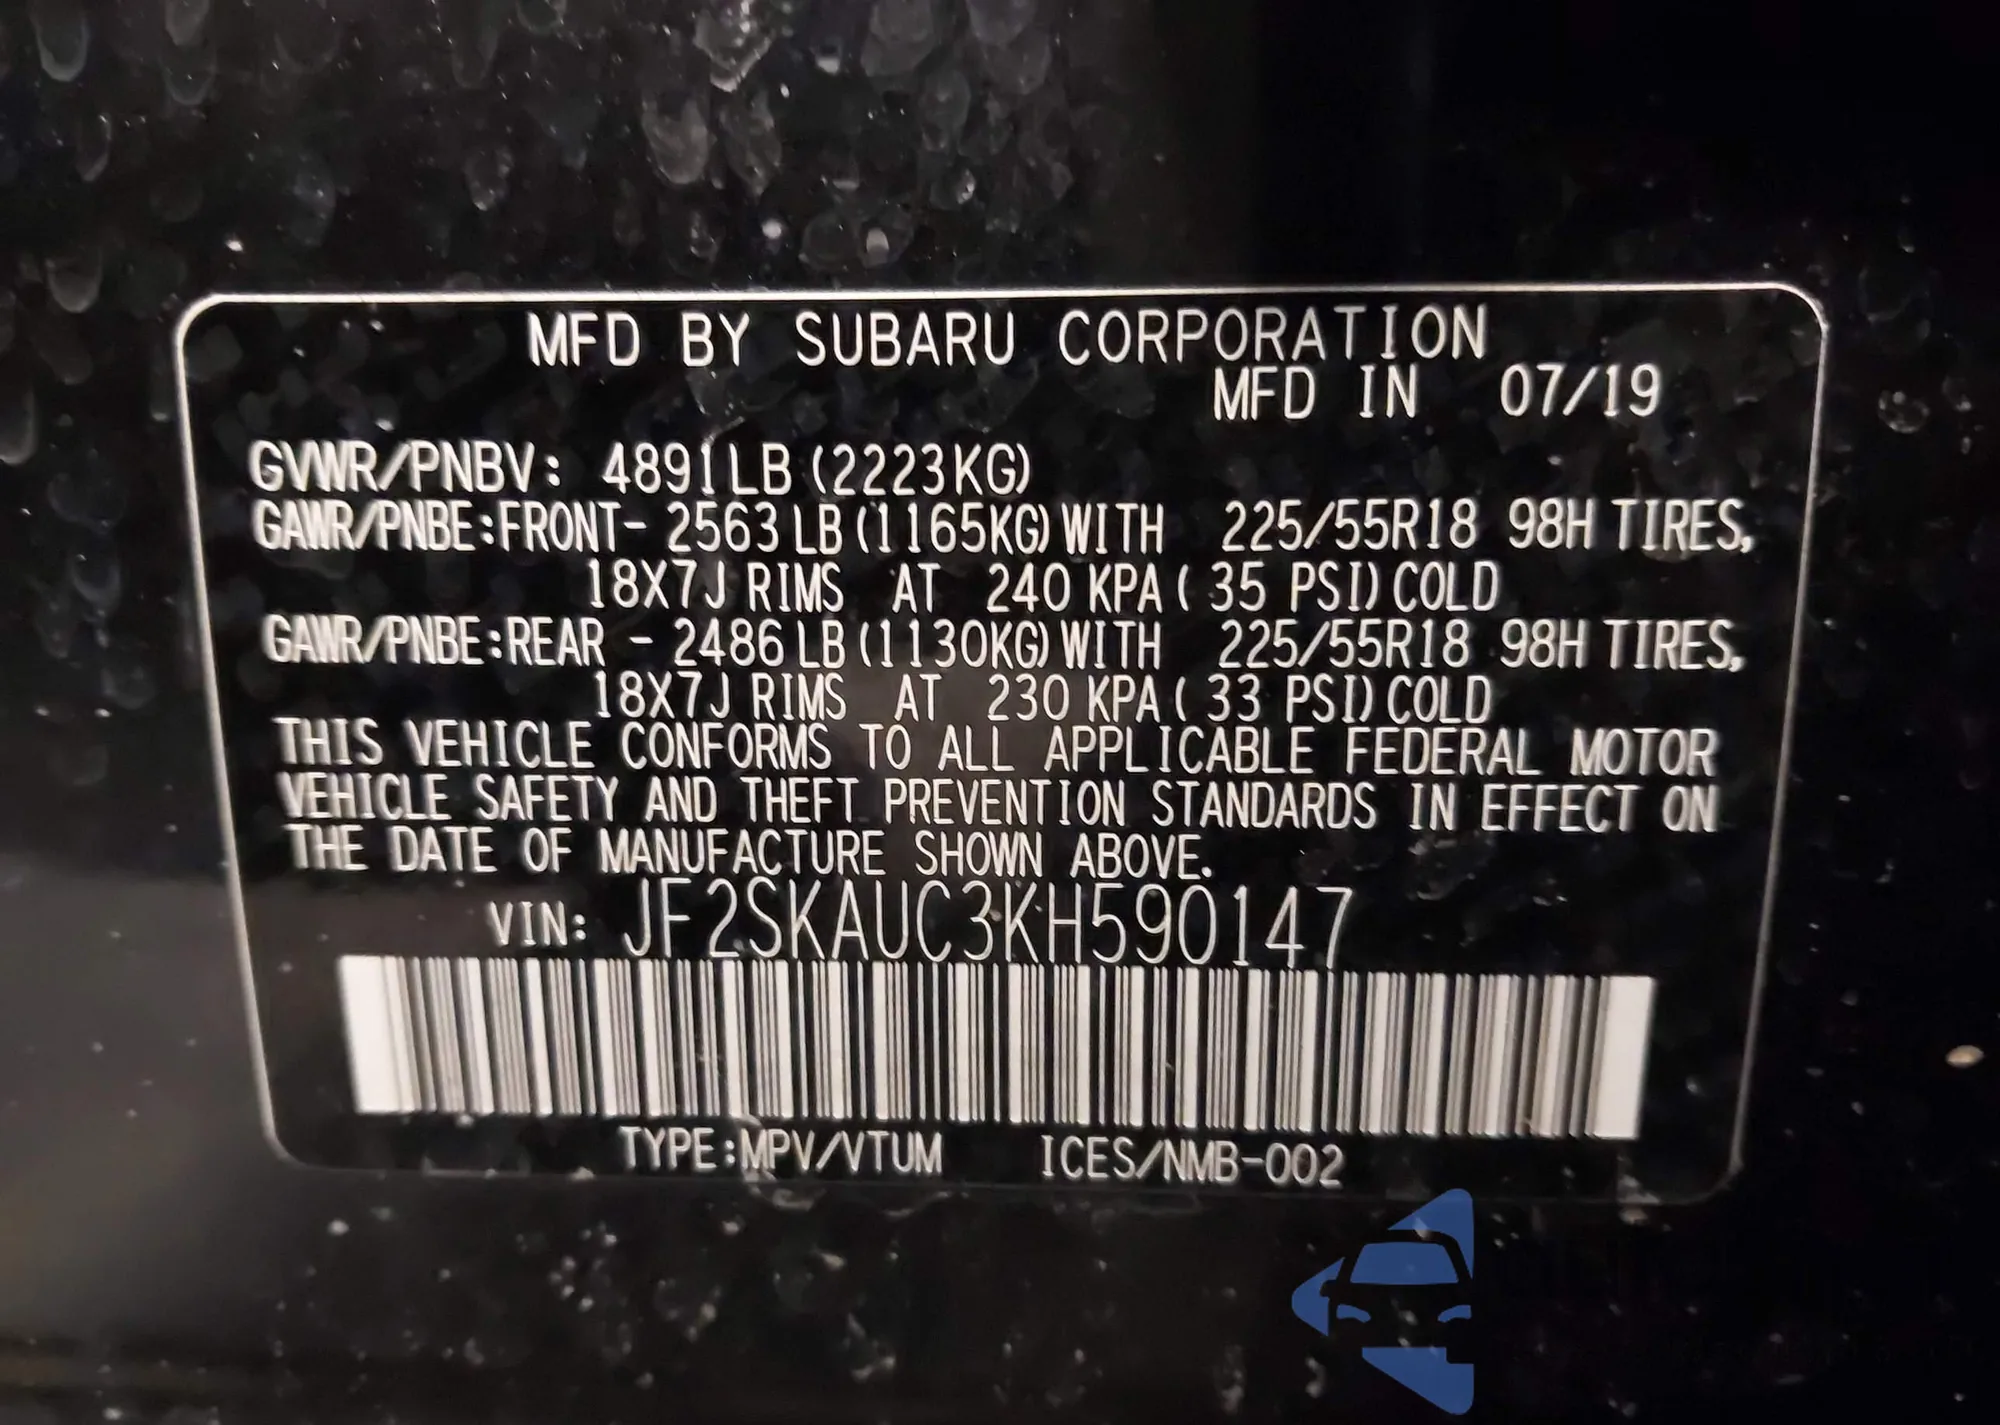 MFD BY SUBARU CORPORATION
MFD IN 07/19
GVWR/PNBV: 4891LB (2223KG)
GAWR/PNBE:FRONT- 2563 LB (1165KG) WITH 225/55R18 98H TIRES,
18X7J RIMS AT 240 KPA ( 35 PSI) COLD
GAWR/PNBE:REAR - 2486 LB (1130KG) WITH 225/55R18 98H TIRES,
18X7J RIMS AT 230 KPA ( 33 PSI) COLD
THIS VEHICLE CONFORMS TO ALL APPLICABLE FEDERAL MOTOR
VEHICLE SAFETY AND THEFT PREVENTION STANDARDS IN EFFECT ON
THE DATE OF MANUFACTURE SHOWN ABOVE.
VIN: JF2SKAUC3KH590147
TYPE:MPV/VTUM ICES/NMB-002